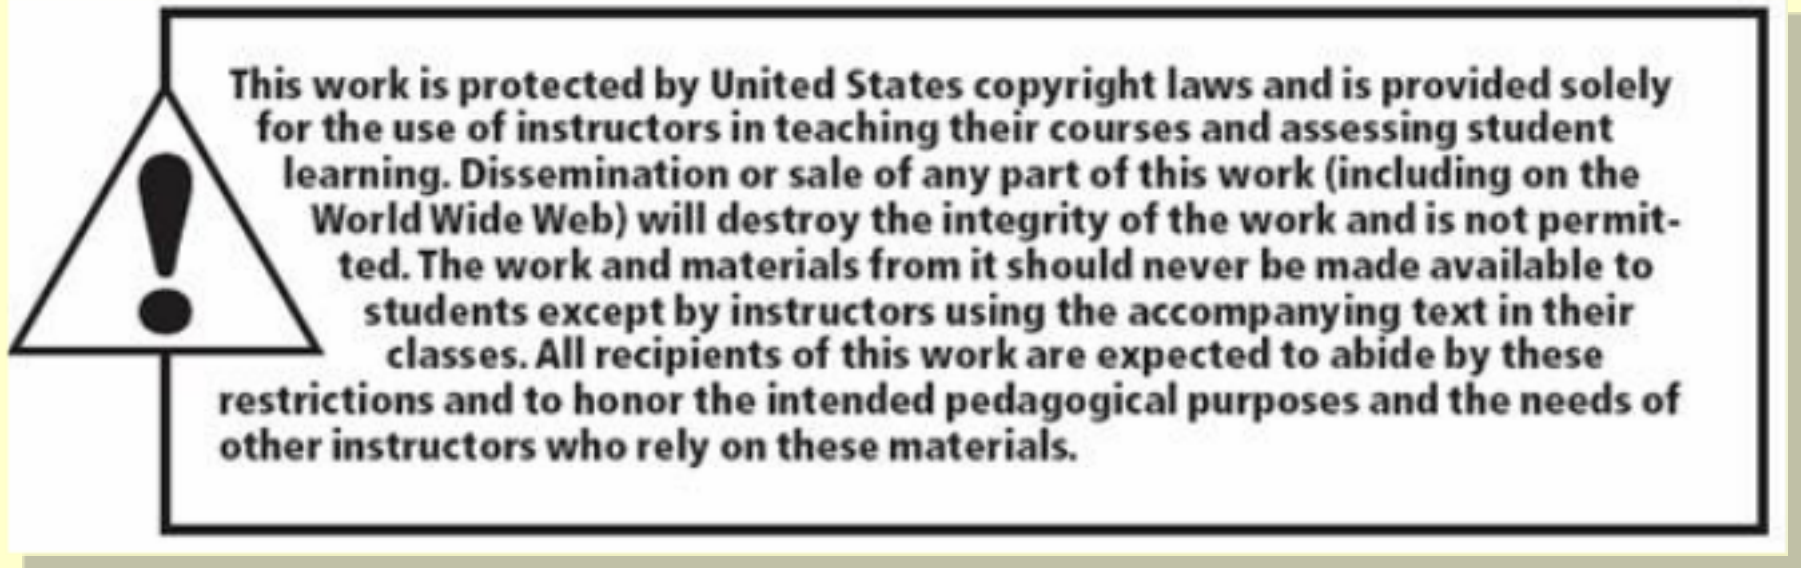 This work is protected by United States copyright laws and is provided solely
for the use of instructors in teaching their courses and assessing student
learning. Dissemination or sale of any part of this work (including on the
World Wide Web) will destroy the integrity of the work and is not permit-
ted. The work and materials from it should never be made available to
students except by instructors using the accompanying text in their
classes. All recipients of this work are expected to abide by these
restrictions and to honor the intended pedagogical purposes and the needs of
other instructors who rely on these materials.